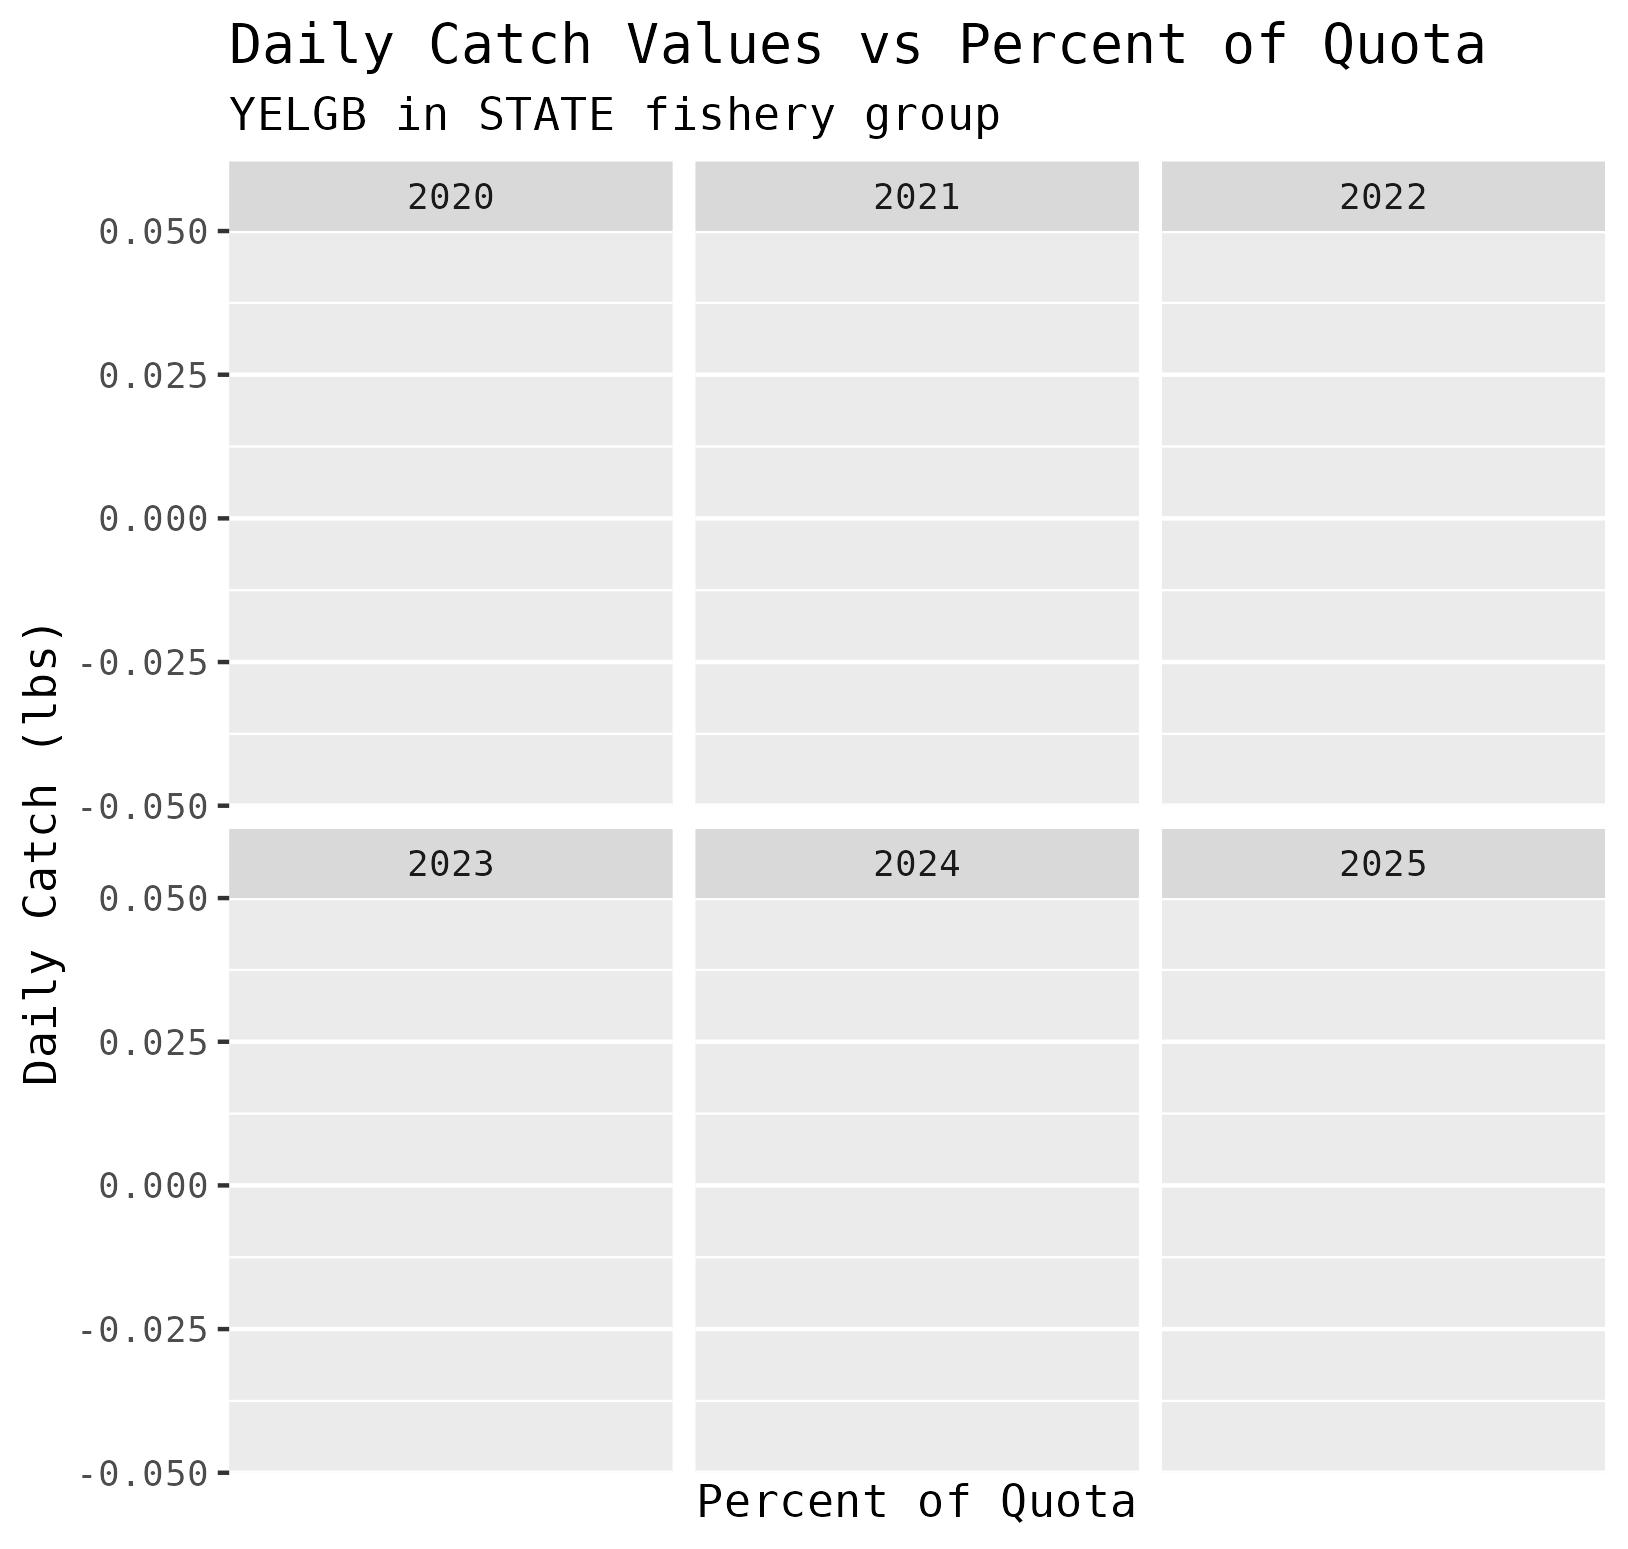 Daily Catch Values vs Percent of Quota
YELGB in STATE fishery group
2020 2021 2022
0.050
0.025
0.000
-0.025
-0.050
2023 2024 2025
0.050
0.025
0.000
-0.025
-0.050
Daily Catch (lbs)
Percent of Quota